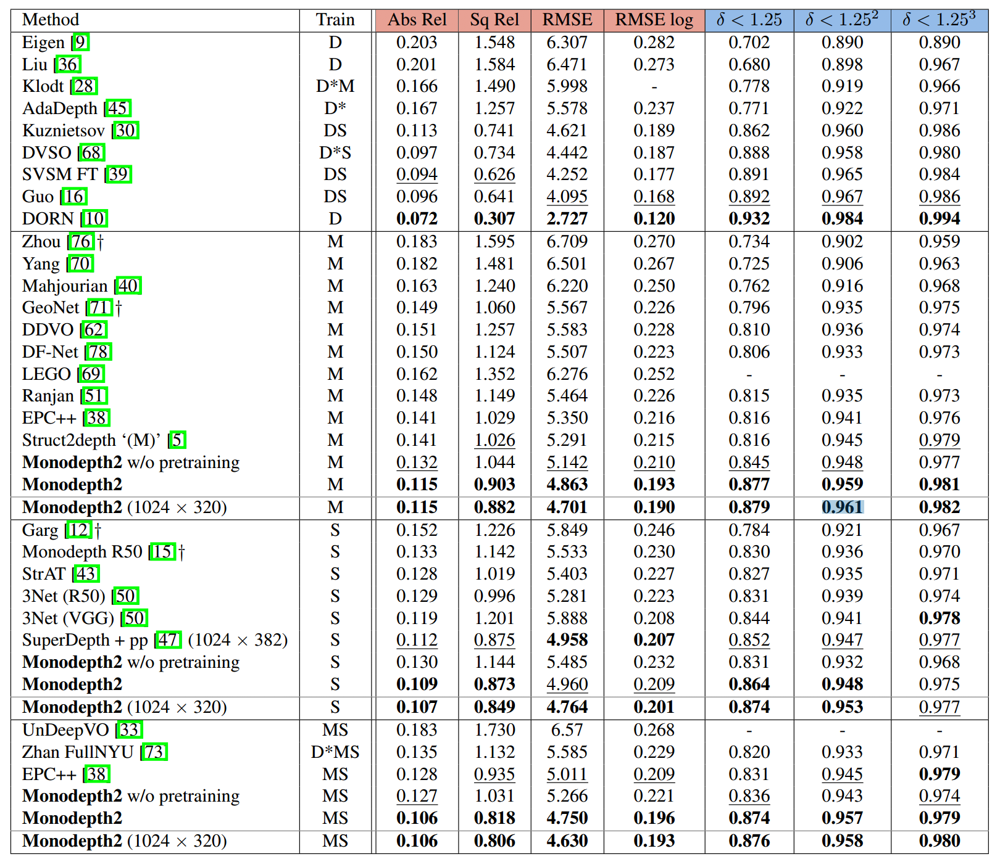 Method Train Abs Rel Sq Rel RMSE RMSE log δ < 1.25 δ < 1.25² δ < 1.25³
Eigen [9] D 0.203 1.548 6.307 0.282 0.702 0.890 0.890
Liu [36] D 0.201 1.584 6.471 0.273 0.680 0.898 0.967
Klodt [28] D*M 0.166 1.490 5.998 - 0.778 0.919 0.966
AdaDepth [45] D* 0.167 1.257 5.578 0.237 0.771 0.922 0.971
Kuznietsov [30] DS 0.113 0.741 4.621 0.189 0.862 0.960 0.986
DVSO [68] D*S 0.097 0.734 4.442 0.187 0.888 0.958 0.980
SVSM FT [39] DS 0.094 0.626 4.252 0.177 0.891 0.965 0.984
Guo [16] DS 0.096 0.641 4.095 0.168 0.892 0.967 0.986
DORN [10] D 0.072 0.307 2.727 0.120 0.932 0.984 0.994
Zhou [76]† M 0.183 1.595 6.709 0.270 0.734 0.902 0.959
Yang [70] M 0.182 1.481 6.501 0.267 0.725 0.906 0.963
Mahjourian [40] M 0.163 1.240 6.220 0.250 0.762 0.916 0.968
GeoNet [71]† M 0.149 1.060 5.567 0.226 0.796 0.935 0.975
DDVO [62] M 0.151 1.257 5.583 0.228 0.810 0.936 0.974
DF-Net [78] M 0.150 1.124 5.507 0.223 0.806 0.933 0.973
LEGO [69] M 0.162 1.352 6.276 0.252 - - -
Ranjan [51] M 0.148 1.149 5.464 0.226 0.815 0.935 0.973
EPC++ [38] M 0.141 1.029 5.350 0.216 0.816 0.941 0.976
Struct2depth ‘(M)’ [5] M 0.141 1.026 5.291 0.215 0.816 0.945 0.979
Monodepth2 w/o pretraining M 0.132 1.044 5.142 0.210 0.845 0.948 0.977
Monodepth2 M 0.115 0.903 4.863 0.193 0.877 0.959 0.981
Monodepth2 (1024 × 320) M 0.115 0.882 4.701 0.190 0.879 0.961 0.982
Garg [12]† S 0.152 1.226 5.849 0.246 0.784 0.921 0.967
Monodepth R50 [15]† S 0.133 1.142 5.533 0.230 0.830 0.936 0.970
StrAT [43] S 0.128 1.019 5.403 0.227 0.827 0.935 0.971
3Net (R50) [50] S 0.129 0.996 5.281 0.223 0.831 0.939 0.974
3Net (VGG) [50] S 0.119 1.201 5.888 0.208 0.844 0.941 0.978
SuperDepth + pp [47] (1024 × 382) S 0.112 0.875 4.958 0.207 0.852 0.947 0.977
Monodepth2 w/o pretraining S 0.130 1.144 5.485 0.232 0.831 0.932 0.968
Monodepth2 S 0.109 0.873 4.960 0.209 0.864 0.948 0.975
Monodepth2 (1024 × 320) S 0.107 0.849 4.764 0.201 0.874 0.953 0.977
UnDeepVO [33] MS 0.183 1.730 6.57 0.268 - - -
Zhan FullNYU [73] D*MS 0.135 1.132 5.585 0.229 0.820 0.933 0.971
EPC++ [38] MS 0.128 0.935 5.011 0.209 0.831 0.945 0.979
Monodepth2 w/o pretraining MS 0.127 1.031 5.266 0.221 0.836 0.943 0.974
Monodepth2 MS 0.106 0.818 4.750 0.196 0.874 0.957 0.979
Monodepth2 (1024 × 320) MS 0.106 0.806 4.630 0.193 0.876 0.958 0.980